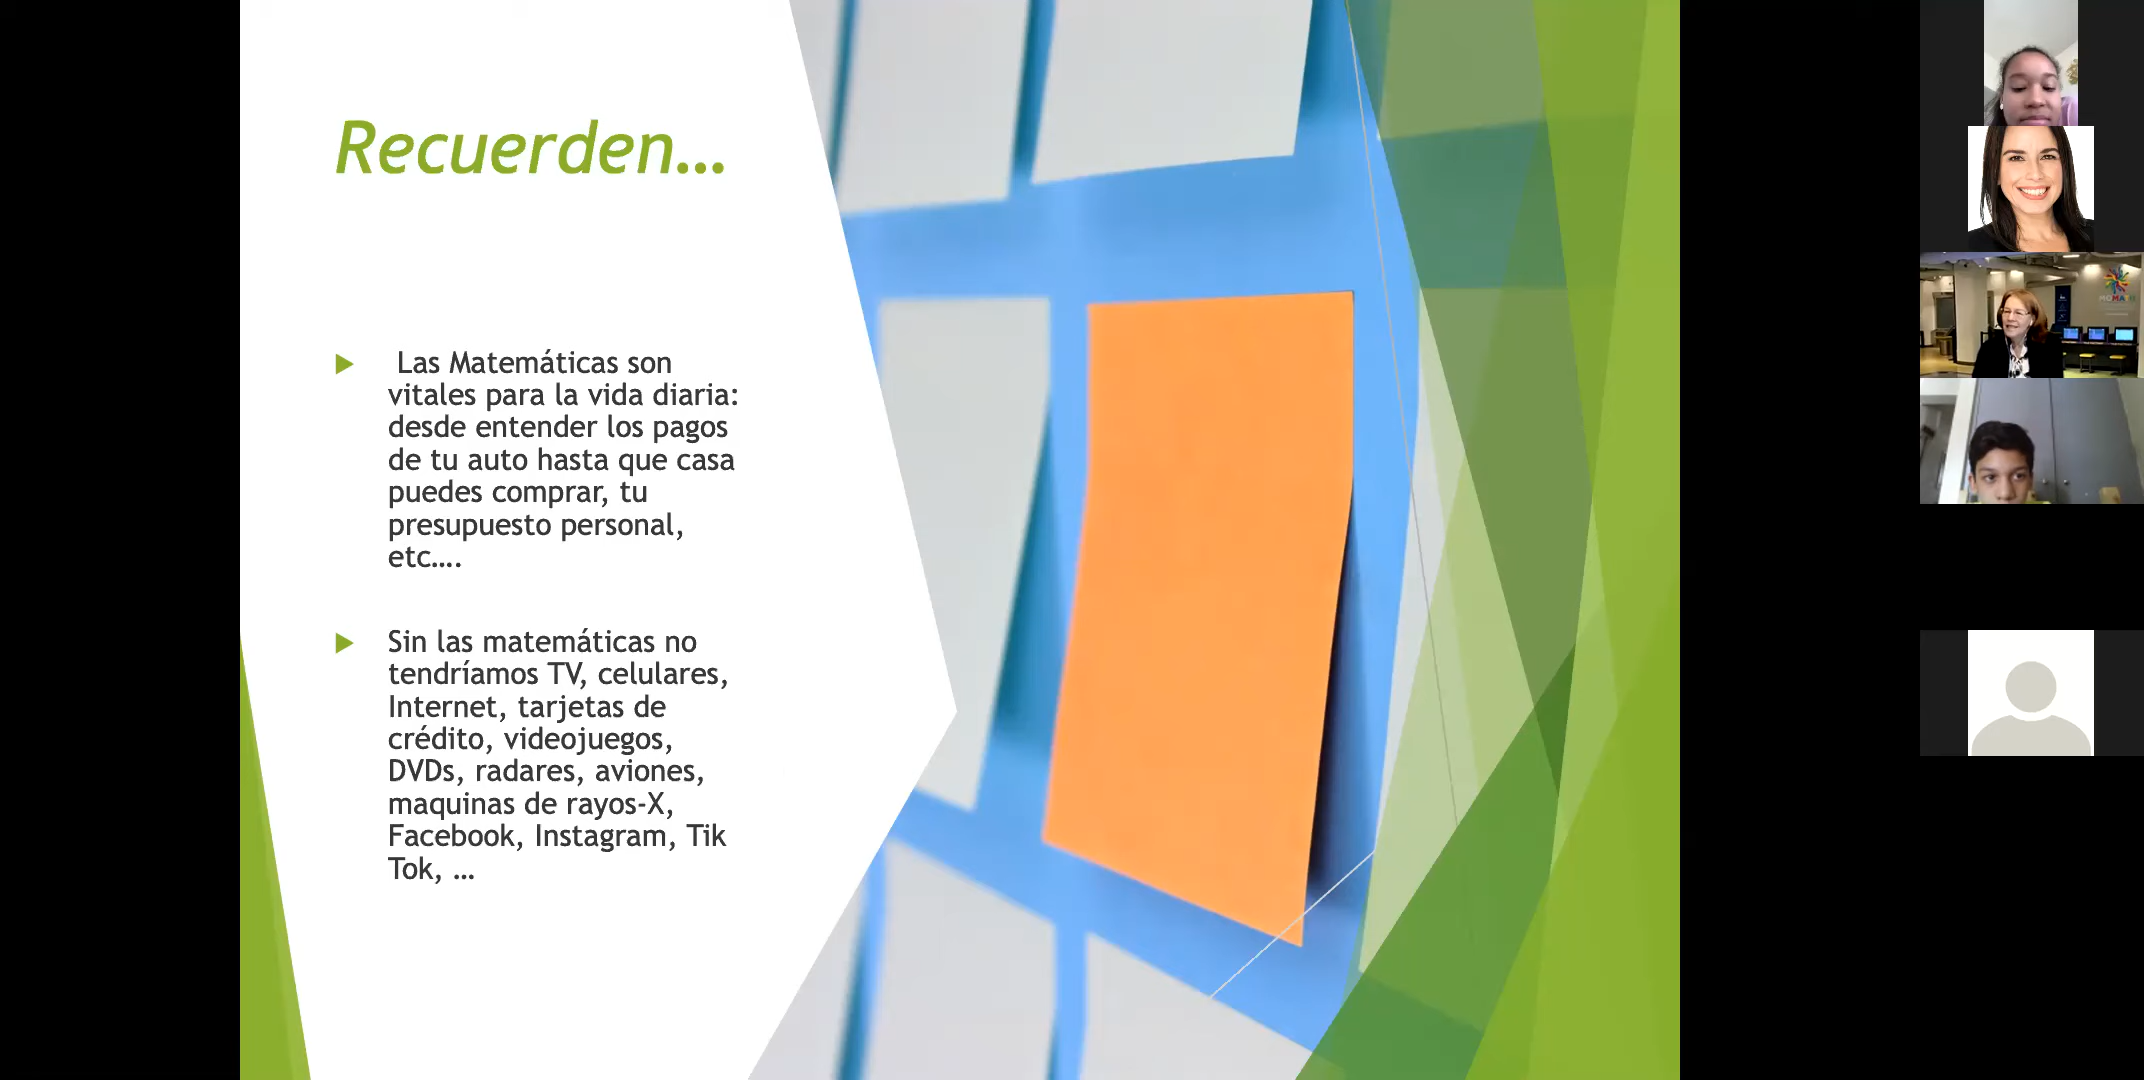 Recuerden...
Las Matemáticas son
vitales para la vida diaria:
desde entender los pagos
de tu auto hasta que casa
puedes comprar, tu
presupuesto personal,
etc....
Sin las matemáticas no
tendríamos TV, celulares,
Internet, tarjetas de
crédito, videojuegos,
DVDs, radares, aviones,
maquinas de rayos-X,
Facebook, Instagram, Tik
Tok, ...